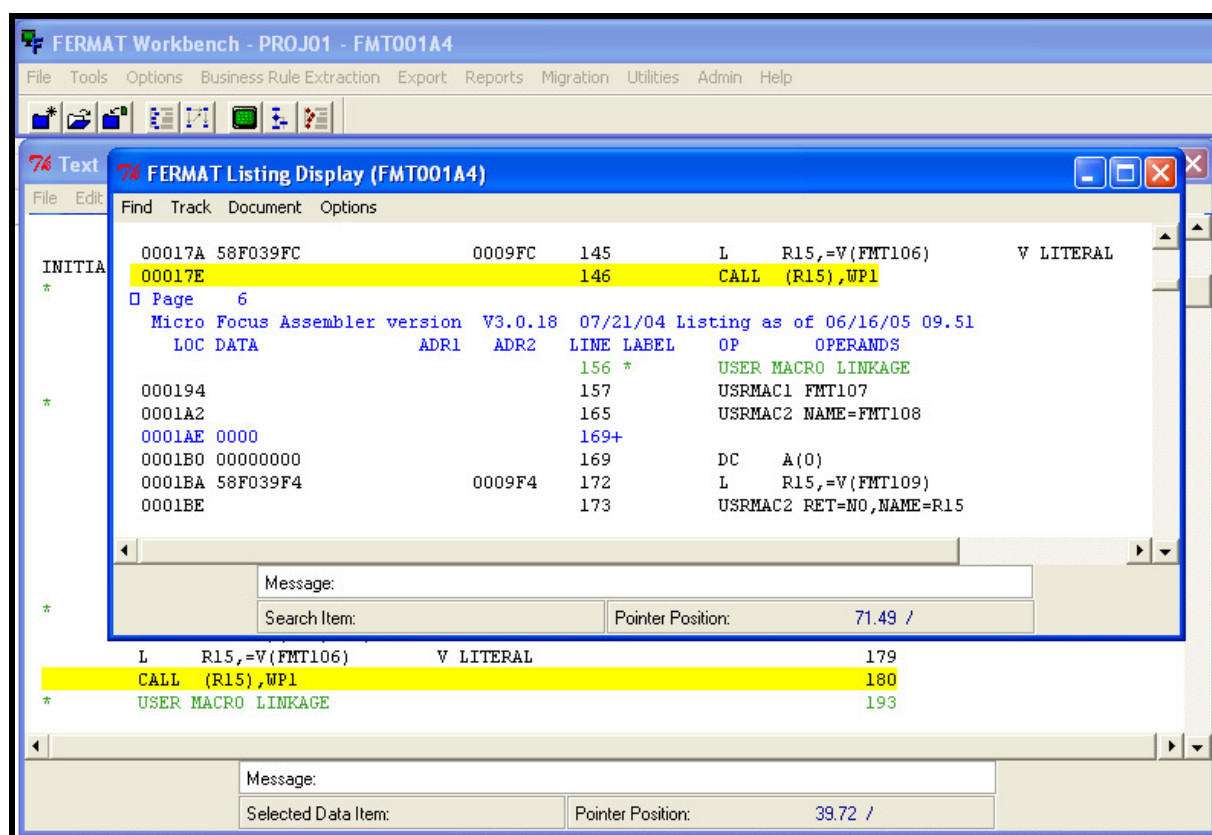 FERMAT Workbench - PROJ01 - FMT001A4
File Tools Options Business Rule Extraction Export Reports Migration Utilities Admin Help
Text
File Edit
FERMAT Listing Display (FMT001A4)
Find Track Document Options
INITIA
*
*
*
00017A 58F039FC 0009FC 145 L R15,=V(FMT106) V LITERAL
00017E 146 CALL (R15),WP1
Page 6
Micro Focus Assembler version V3.0.18 07/21/04 Listing as of 06/16/05 09.51
LOC DATA ADR1 ADR2 LINE LABEL OP OPERANDS
156 * USER MACRO LINKAGE
000194 157 USRMAC1 FMT107
0001A2 165 USRMAC2 NAME=FMT108
0001AE 0000 169+
0001B0 00000000 169 DC A(0)
0001BA 58F039F4 0009F4 172 L R15,=V(FMT109)
0001BE 173 USRMAC2 RET=NO,NAME=R15
Message:
Search Item: Pointer Position: 71.49 /
L R15,=V(FMT106) V LITERAL 179
CALL (R15),WP1 180
* USER MACRO LINKAGE 193
Message:
Selected Data Item: Pointer Position: 39.72 /